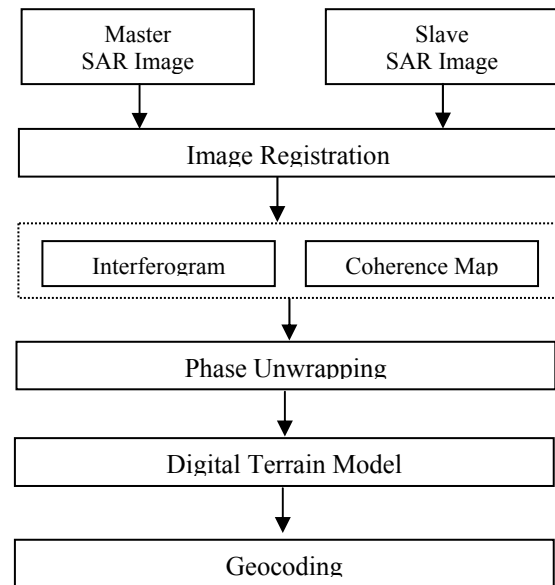 Master
SAR Image
Slave
SAR Image
Image Registration
Interferogram
Coherence Map
Phase Unwrapping
Digital Terrain Model
Geocoding